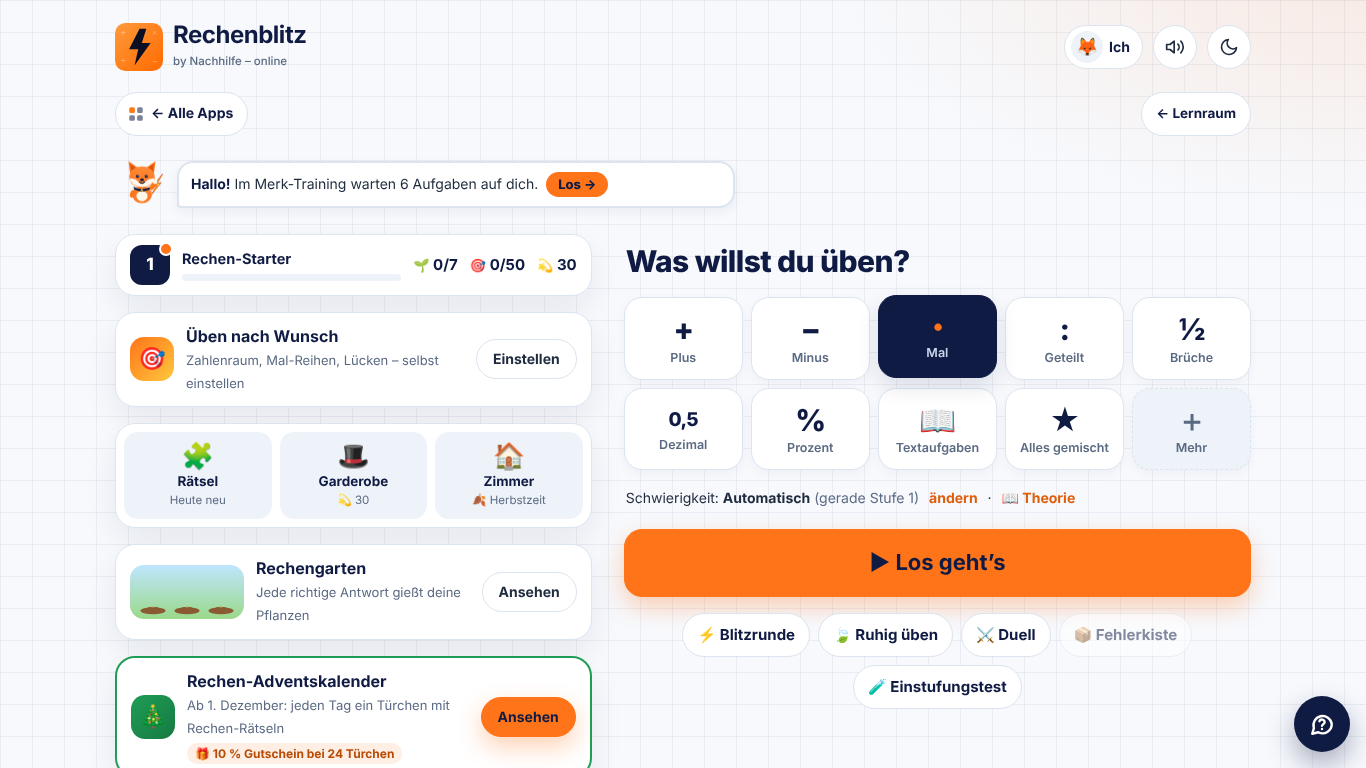 Rechenblitz
by Nachhilfe – online
Ich
← Alle Apps
← Lernraum
Hallo! Im Merk-Training warten 6 Aufgaben auf dich. Los →
1
Rechen-Starter
0/7
0/50
30
Üben nach Wunsch
Zahlenraum, Mal-Reihen, Lücken – selbst
einstellen
Einstellen
Rätsel
Heute neu
Garderobe
30
Zimmer
Herbstzeit
Rechengarten
Jede richtige Antwort gießt deine
Pflanzen
Ansehen
Rechen-Adventskalender
Ab 1. Dezember: jeden Tag ein Türchen mit
Rechen-Rätseln
10 % Gutschein bei 24 Türchen
Ansehen
Was willst du üben?
+
Plus
−
Minus
·
Mal
:
Geteilt
½
Brüche
0,5
Dezimal
%
Prozent
Textaufgaben
★
Alles gemischt
+
Mehr
Schwierigkeit: Automatisch (gerade Stufe 1) ändern · Theorie
▶ Los geht’s
Blitzrunde
Ruhig üben
Duell
Fehlerkiste
Einstufungstest